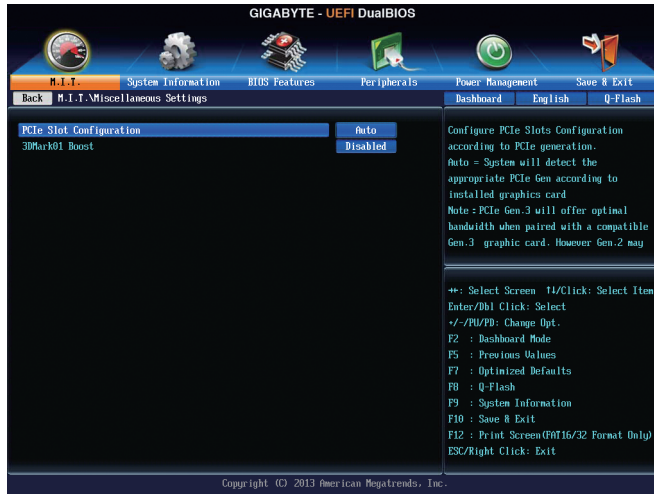 GIGABYTE - UEFI DualBIOS
M.I.T.
System Information
BIOS Features
Peripherals
Power Management
Save & Exit
Back
M.I.T.\Miscellaneous Settings
Dashboard
English
Q-Flash
PCIe Slot Configuration
Auto
3DMark01 Boost
Disabled
Configure PCIe Slots Configuration
according to PCIe generation.
Auto = System will detect the
appropriate PCIe Gen according to
installed graphics card
Note : PCIe Gen.3 will offer optimal
bandwidth when paired with a compatible
Gen.3 graphic card. However Gen.2 may
→←: Select Screen ↑↓/Click: Select Item
Enter/Dbl Click: Select
+/-/PU/PD: Change Opt.
F2 : Dashboard Mode
F5 : Previous Values
F7 : Optimized Defaults
F8 : Q-Flash
F9 : System Information
F10 : Save & Exit
F12 : Print Screen(FAT16/32 Format Only)
ESC/Right Click: Exit
Copyright (C) 2013 American Megatrends, Inc.